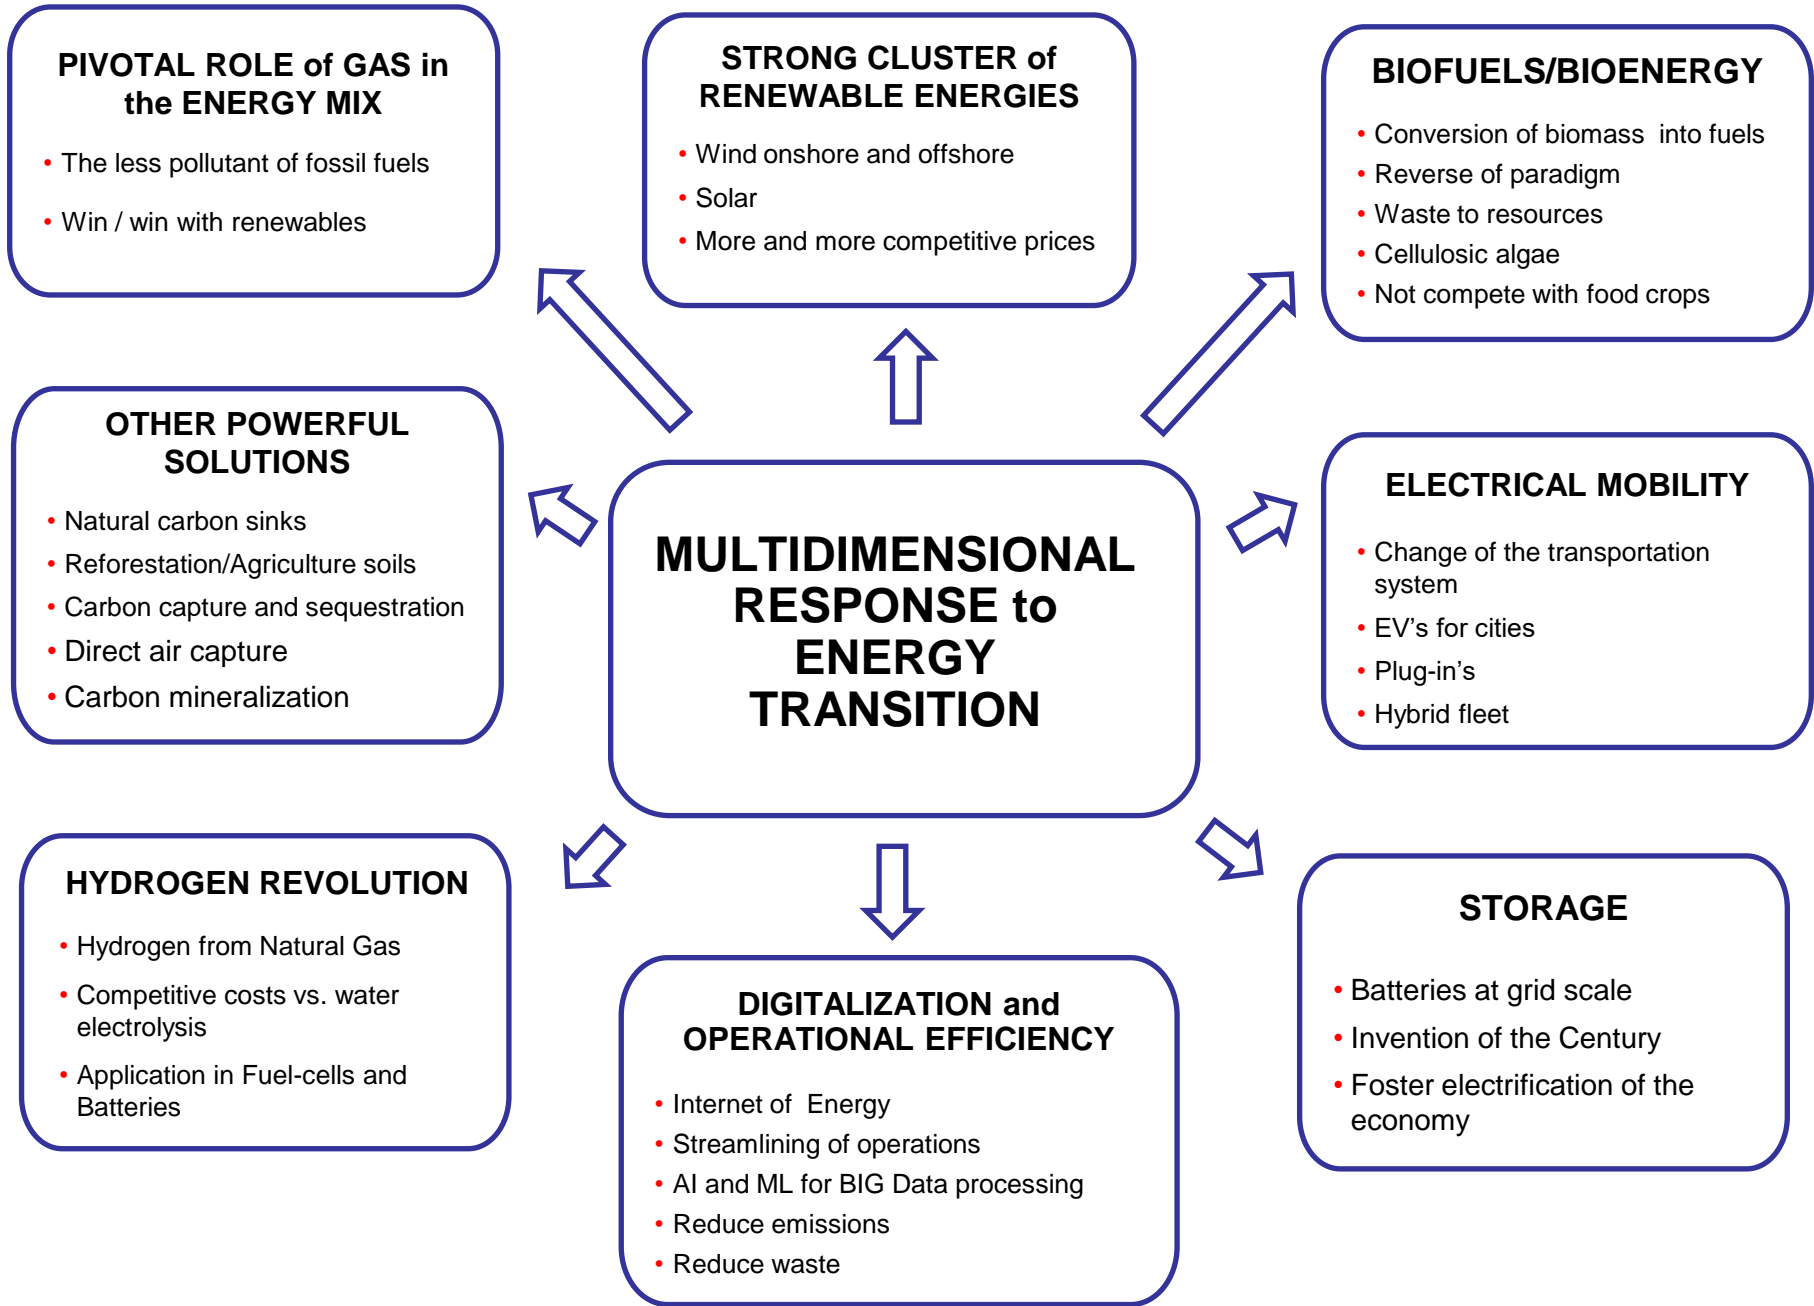 PIVOTAL ROLE of GAS in
the ENERGY MIX
• The less pollutant of fossil fuels
• Win / win with renewables
STRONG CLUSTER of
RENEWABLE ENERGIES
• Wind onshore and offshore
• Solar
• More and more competitive prices
BIOFUELS/BIOENERGY
• Conversion of biomass into fuels
• Reverse of paradigm
• Waste to resources
• Cellulosic algae
• Not compete with food crops
OTHER POWERFUL
SOLUTIONS
• Natural carbon sinks
• Reforestation/Agriculture soils
• Carbon capture and sequestration
• Direct air capture
• Carbon mineralization
MULTIDIMENSIONAL
RESPONSE to
ENERGY
TRANSITION
ELECTRICAL MOBILITY
• Change of the transportation
system
• EV’s for cities
• Plug-in’s
• Hybrid fleet
HYDROGEN REVOLUTION
• Hydrogen from Natural Gas
• Competitive costs vs. water
electrolysis
• Application in Fuel-cells and
Batteries
DIGITALIZATION and
OPERATIONAL EFFICIENCY
• Internet of Energy
• Streamlining of operations
• AI and ML for BIG Data processing
• Reduce emissions
• Reduce waste
STORAGE
• Batteries at grid scale
• Invention of the Century
• Foster electrification of the
economy